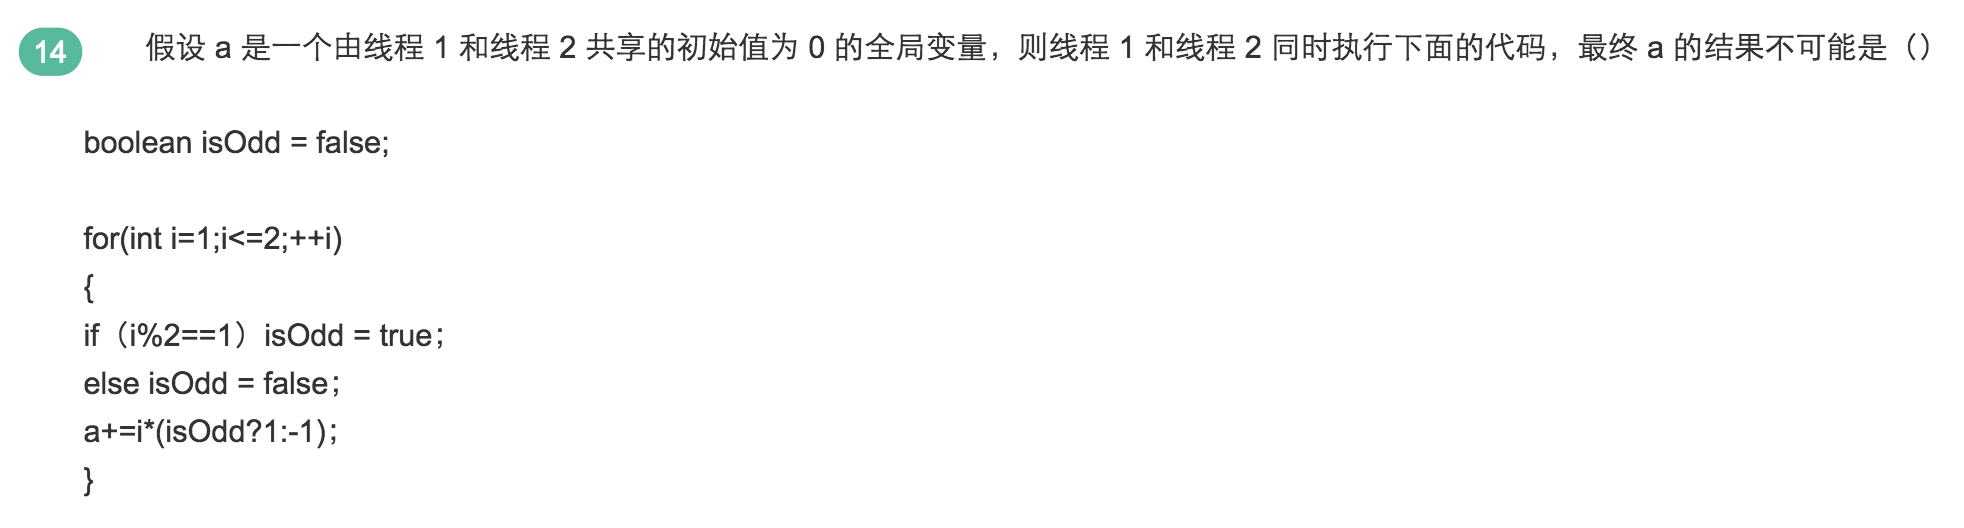 14 假设 a 是一个由线程 1 和线程 2 共享的初始值为 0 的全局变量，则线程 1 和线程 2 同时执行下面的代码，最终 a 的结果不可能是（）
boolean isOdd = false;
for(int i=1;i<=2;++i)
{
if（i%2==1）isOdd = true；
else isOdd = false；
a+=i*(isOdd?1:-1)；
}